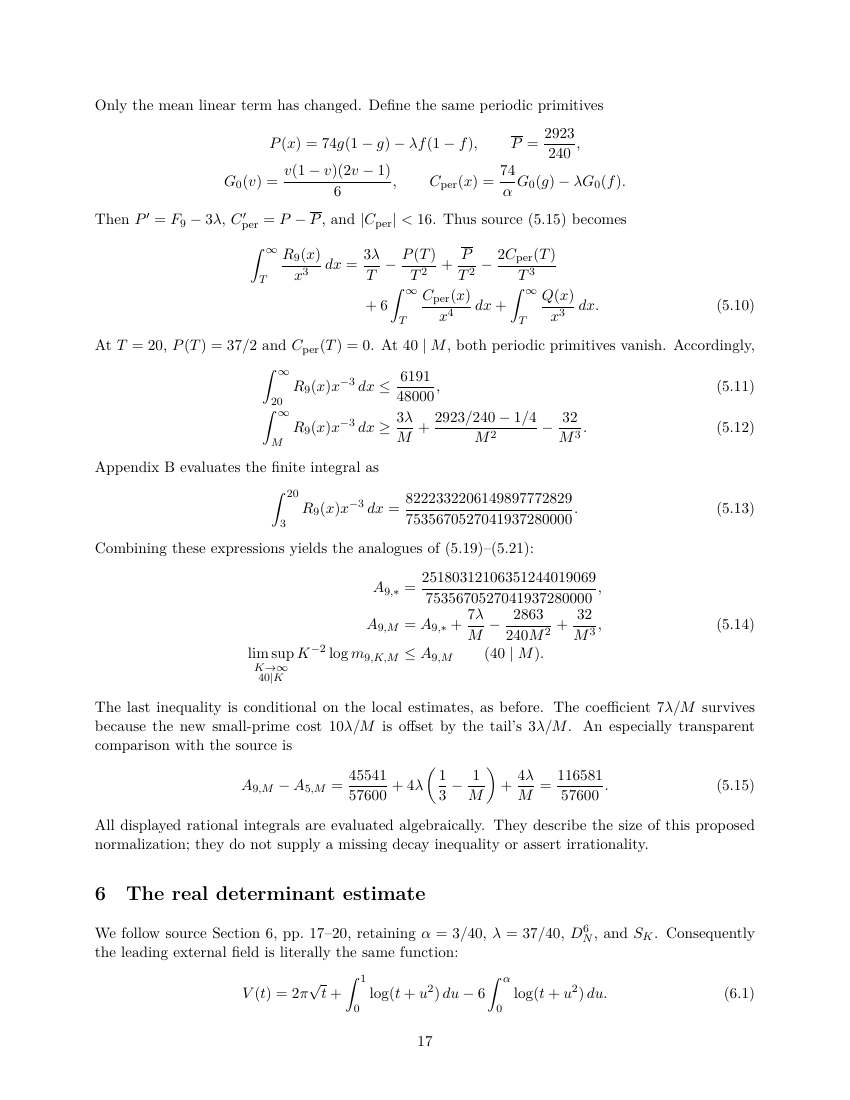 Only the mean linear term has changed. Define the same periodic primitives
P(x) = 74g(1 − g) − λf(1 − f), P̅ = 2923/240,
G₀(v) = v(1 − v)(2v − 1)/6, C_per(x) = 74/α G₀(g) − λG₀(f).
Then P′ = F₉ − 3λ, C′_per = P − P̅, and |C_per| < 16. Thus source (5.15) becomes
∫_T^∞ R₉(x)/x³ dx = 3λ/T − P(T)/T² + P̅/T² − 2C_per(T)/T³
+ 6 ∫_T^∞ C_per(x)/x⁴ dx + ∫_T^∞ Q(x)/x³ dx. (5.10)
At T = 20, P(T) = 37/2 and C_per(T) = 0. At 40 | M, both periodic primitives vanish. Accordingly,
∫_20^∞ R₉(x)x⁻³ dx ≤ 6191/48000, (5.11)
∫_M^∞ R₉(x)x⁻³ dx ≥ 3λ/M + (2923/240 − 1/4)/M² − 32/M³. (5.12)
Appendix B evaluates the finite integral as
∫_3^20 R₉(x)x⁻³ dx = 8222332206149897772829/7535670527041937280000. (5.13)
Combining these expressions yields the analogues of (5.19)–(5.21):
A_{9,∗} = 25180312106351244019069/7535670527041937280000,
A_{9,M} = A_{9,∗} + 7λ/M − 2863/240M² + 32/M³, (5.14)
lim sup_{K→∞, 40|K} K⁻² log m_{9,K,M} ≤ A_{9,M} (40 | M).
The last inequality is conditional on the local estimates, as before. The coefficient 7λ/M survives
because the new small-prime cost 10λ/M is offset by the tail's 3λ/M. An especially transparent
comparison with the source is
A_{9,M} − A_{5,M} = 45541/57600 + 4λ(1/3 − 1/M) + 4λ/M = 116581/57600. (5.15)
All displayed rational integrals are evaluated algebraically. They describe the size of this proposed
normalization; they do not supply a missing decay inequality or assert irrationality.
6 The real determinant estimate
We follow source Section 6, pp. 17–20, retaining α = 3/40, λ = 37/40, D_N^6, and S_K. Consequently
the leading external field is literally the same function:
V(t) = 2π√t + ∫_0^1 log(t + u²) du − 6 ∫_0^α log(t + u²) du. (6.1)
17